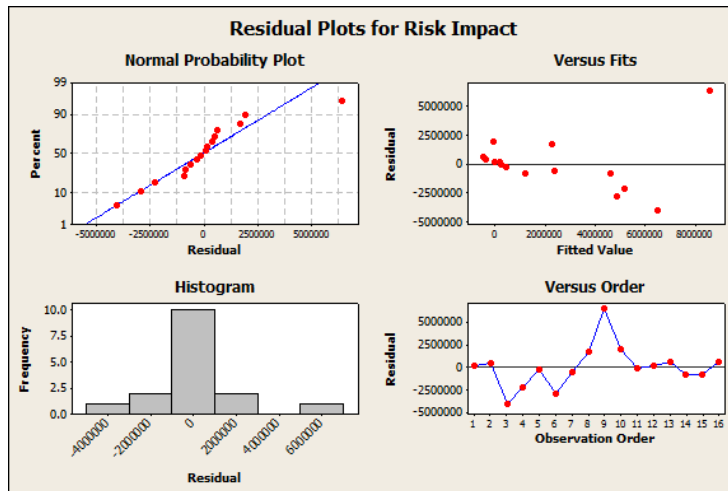 Residual Plots for Risk Impact
Normal Probability Plot
99
90
50
10
1
Percent
-5000000 -2500000 0 2500000 5000000
Residual
Versus Fits
5000000
2500000
0
-2500000
-5000000
Residual
0 2000000 4000000 6000000 8000000
Fitted Value
Histogram
10.0
7.5
5.0
2.5
0.0
Frequency
-4000000 -2000000 0 2000000 4000000 6000000
Residual
Versus Order
5000000
2500000
0
-2500000
-5000000
Residual
1 2 3 4 5 6 7 8 9 10 11 12 13 14 15 16
Observation Order